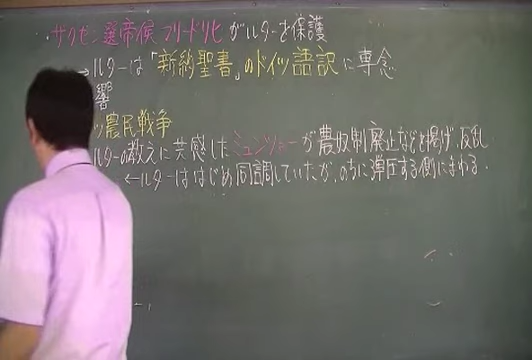 サクセン選帝侯フリードリヒがルターを保護
→ルターは「新約聖書」のドイツ語訳に専念
響
ツ農民戦争
ルターの教えに共感したミュンツァーが農奴制廃止などを掲げ、反乱
←ルターははじめ同調していたが、のちに弾圧する側にまわる。